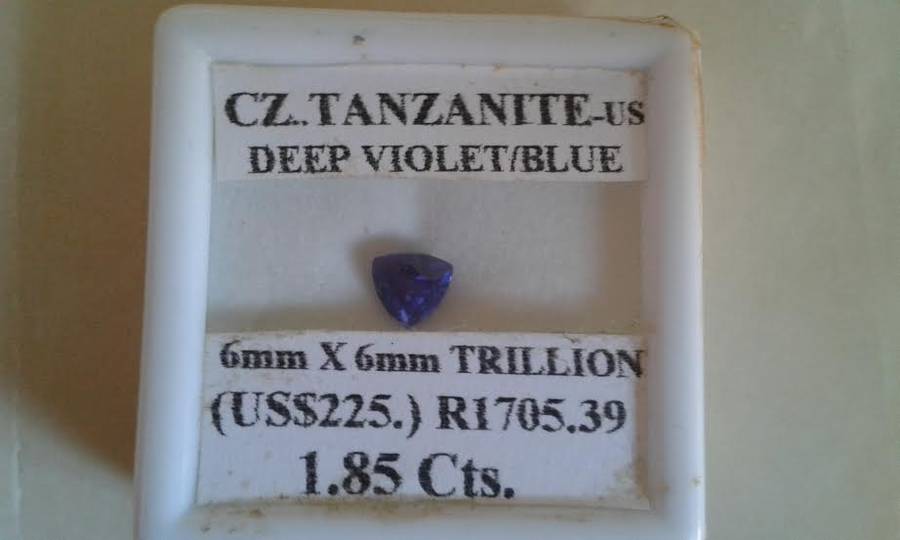 CZ..TANZANITE-US
DEEP VIOLET/BLUE
6mm X 6mm TRILLION
(US$225.) R1705.39
1.85 Cts.